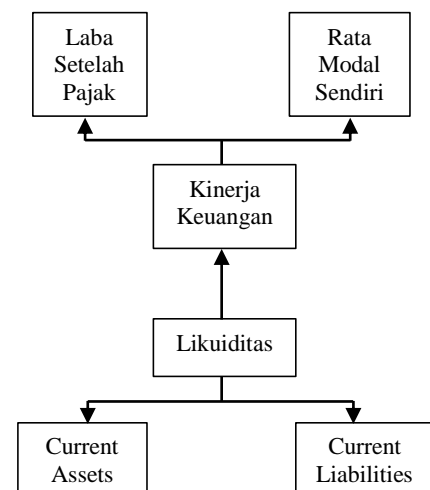 Laba
Setelah
Pajak
Rata
Modal
Sendiri
Kinerja
Keuangan
Likuiditas
Current
Assets
Current
Liabilities